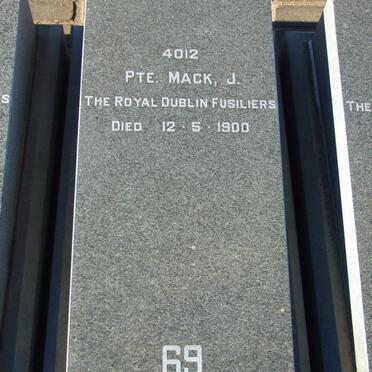 4012
PTE. MACK, J.
THE ROYAL DUBLIN FUSILIERS
DIED 12·5·1900
69